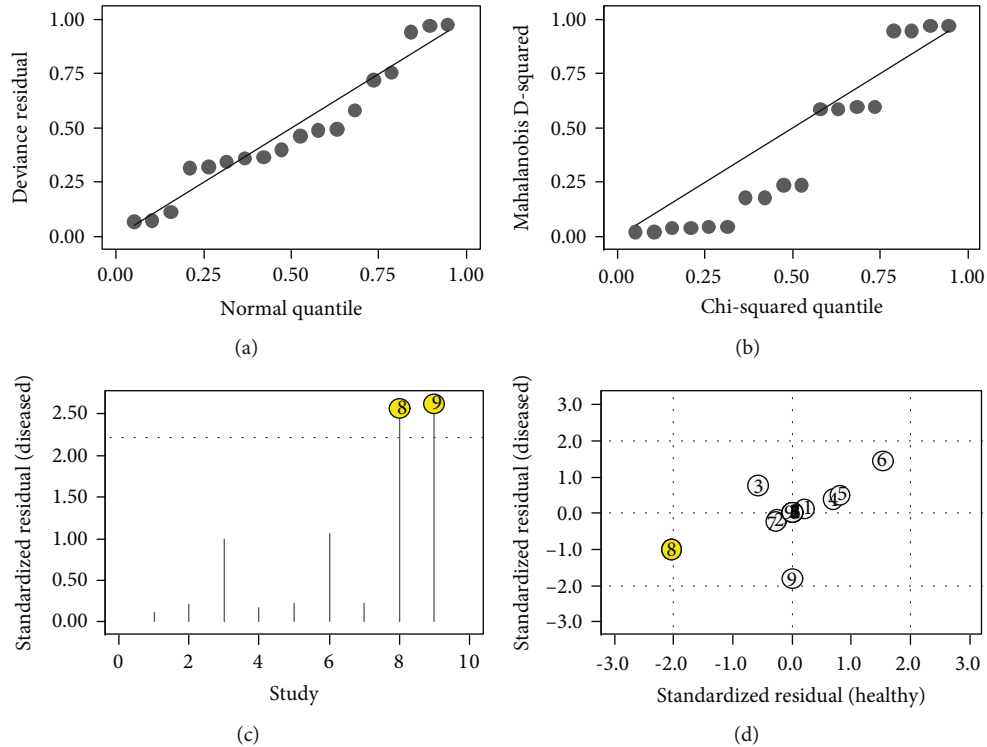 Deviance residual
1.00
0.75
0.50
0.25
0.00
0.00 0.25 0.50 0.75 1.00
Normal quantile
(a)
Mahalanobis D-squared
1.00
0.75
0.50
0.25
0.00
0.00 0.25 0.50 0.75 1.00
Chi-squared quantile
(b)
Standardized residual (diseased)
2.50
2.00
1.50
1.00
0.50
0.00
8 9
0 2 4 6 8 10
Study
(c)
Standardized residual (diseased)
3.0
2.0
1.0
0.0
–1.0
–2.0
–3.0
6
3
4 5
1
7 2
8
9
-3.0 -2.0 -1.0 0.0 1.0 2.0 3.0
Standardized residual (healthy)
(d)